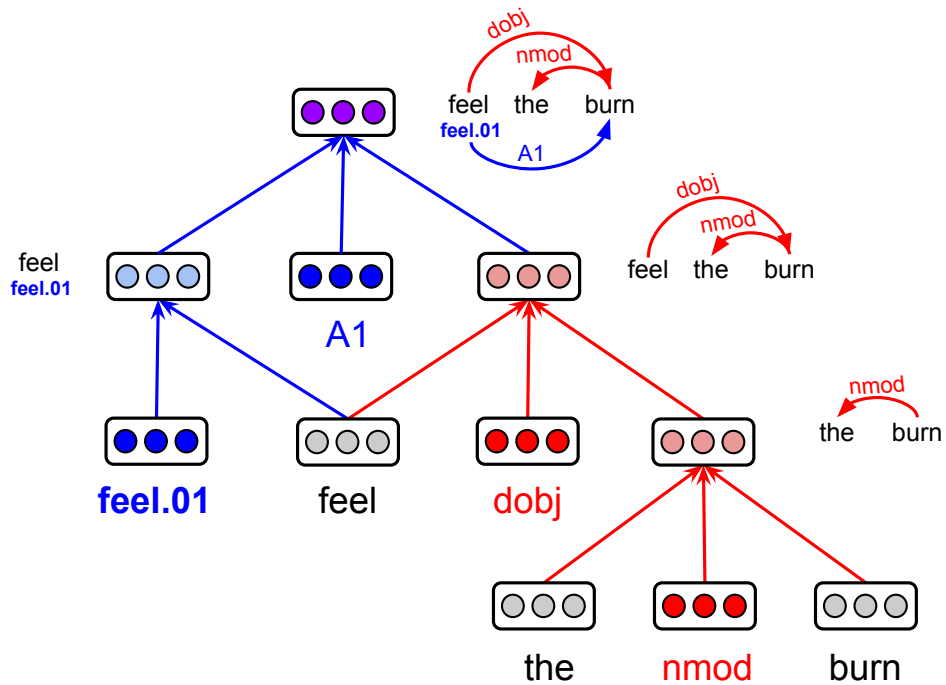 dobj
nmod
feel the burn
feel.01
A1
dobj
nmod
feel the burn
feel
feel.01
A1
nmod
the burn
feel.01 feel dobj
the nmod burn